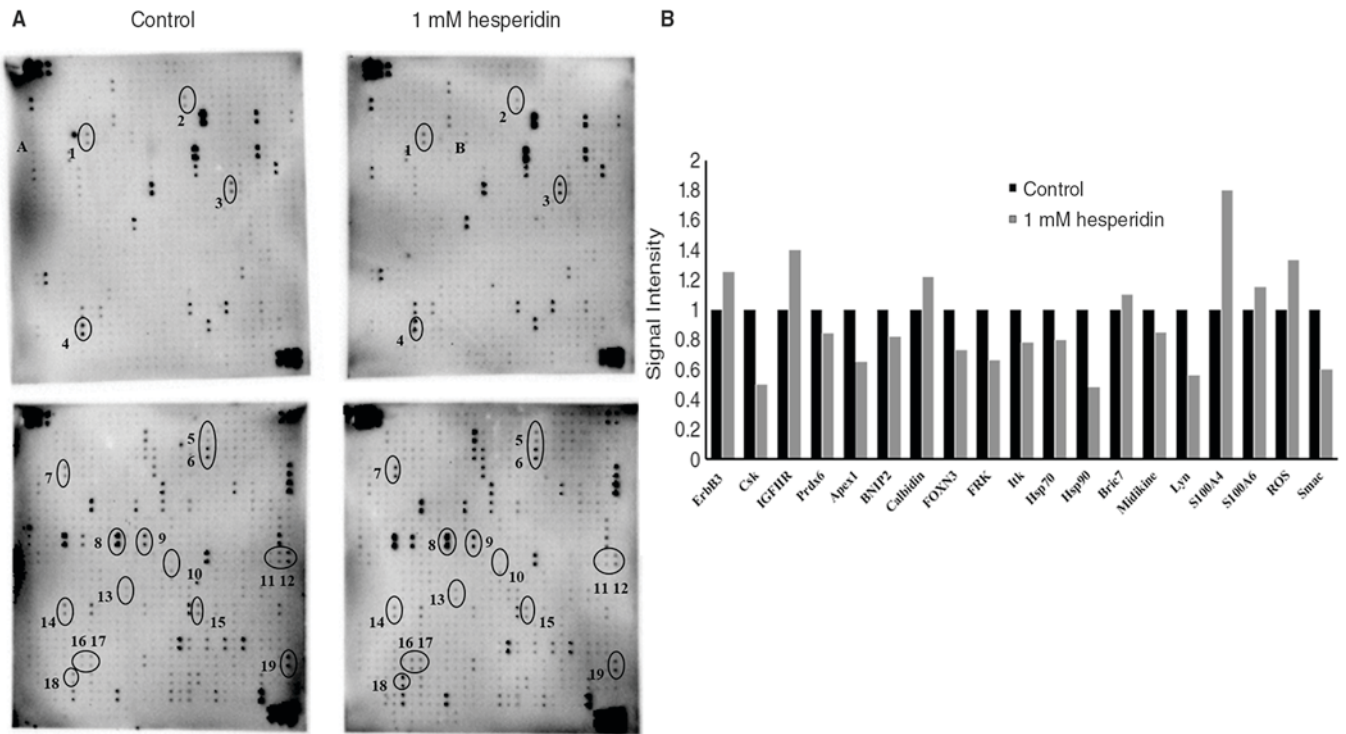 A
Control
1 mM hesperidin
B
2
2
A
1
1
B
3
3
4
4
5
5
6
6
7
7
8
9
8
9
10
10
11 12
11 12
13
13
14
15
14
15
16 17
16 17
18
19
18
19
Signal Intensity
2
1.8
1.6
1.4
1.2
1
0.8
0.6
0.4
0.2
0
Control
1 mM hesperidin
ErbB3
Csk
IGFIIR
Prdx6
Apex1
BNIP2
Calbidin
FOXN3
FRK
Itk
Hsp70
Hsp90
Bric7
Midikine
Lyn
S100A4
S100A6
ROS
Smac